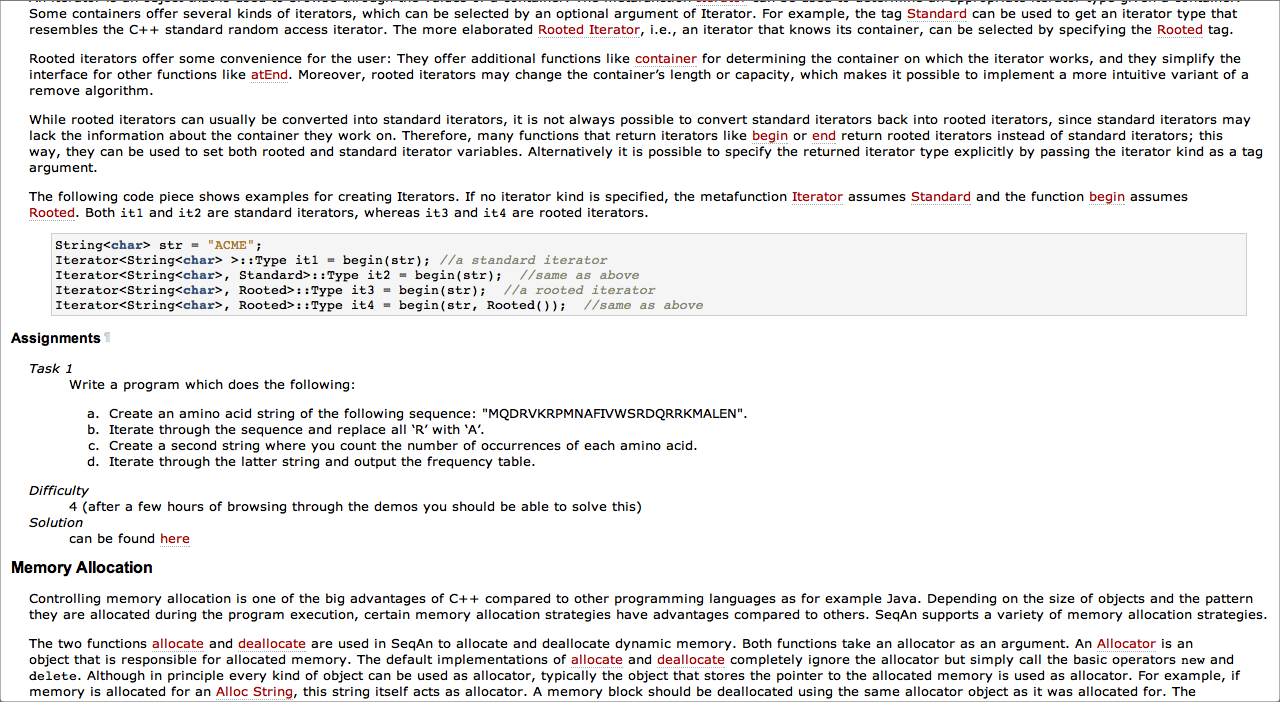 Some containers offer several kinds of iterators, which can be selected by an optional argument of Iterator. For example, the tag Standard can be used to get an iterator type that
resembles the C++ standard random access iterator. The more elaborated Rooted Iterator, i.e., an iterator that knows its container, can be selected by specifying the Rooted tag.
Rooted iterators offer some convenience for the user: They offer additional functions like container for determining the container on which the iterator works, and they simplify the
interface for other functions like atEnd. Moreover, rooted iterators may change the container's length or capacity, which makes it possible to implement a more intuitive variant of a
remove algorithm.
While rooted iterators can usually be converted into standard iterators, it is not always possible to convert standard iterators back into rooted iterators, since standard iterators may
lack the information about the container they work on. Therefore, many functions that return iterators like begin or end return rooted iterators instead of standard iterators; this
way, they can be used to set both rooted and standard iterator variables. Alternatively it is possible to specify the returned iterator type explicitly by passing the iterator kind as a tag
argument.
The following code piece shows examples for creating Iterators. If no iterator kind is specified, the metafunction Iterator assumes Standard and the function begin assumes
Rooted. Both it1 and it2 are standard iterators, whereas it3 and it4 are rooted iterators.
String<char> str = "ACME";
Iterator<String<char> >::Type it1 = begin(str); //a standard iterator
Iterator<String<char>, Standard>::Type it2 = begin(str);  //same as above
Iterator<String<char>, Rooted>::Type it3 = begin(str);  //a rooted iterator
Iterator<String<char>, Rooted>::Type it4 = begin(str, Rooted());  //same as above
Assignments ¶
Task 1
Write a program which does the following:
a. Create an amino acid string of the following sequence: "MQDRVKRPMNAFIVWSRDQRRKMALEN".
b. Iterate through the sequence and replace all ‘R’ with ‘A’.
c. Create a second string where you count the number of occurrences of each amino acid.
d. Iterate through the latter string and output the frequency table.
Difficulty
4 (after a few hours of browsing through the demos you should be able to solve this)
Solution
can be found here
Memory Allocation
Controlling memory allocation is one of the big advantages of C++ compared to other programming languages as for example Java. Depending on the size of objects and the pattern
they are allocated during the program execution, certain memory allocation strategies have advantages compared to others. SeqAn supports a variety of memory allocation strategies.
The two functions allocate and deallocate are used in SeqAn to allocate and deallocate dynamic memory. Both functions take an allocator as an argument. An Allocator is an
object that is responsible for allocated memory. The default implementations of allocate and deallocate completely ignore the allocator but simply call the basic operators new and
delete. Although in principle every kind of object can be used as allocator, typically the object that stores the pointer to the allocated memory is used as allocator. For example, if
memory is allocated for an Alloc String, this string itself acts as allocator. A memory block should be deallocated using the same allocator object as it was allocated for. The